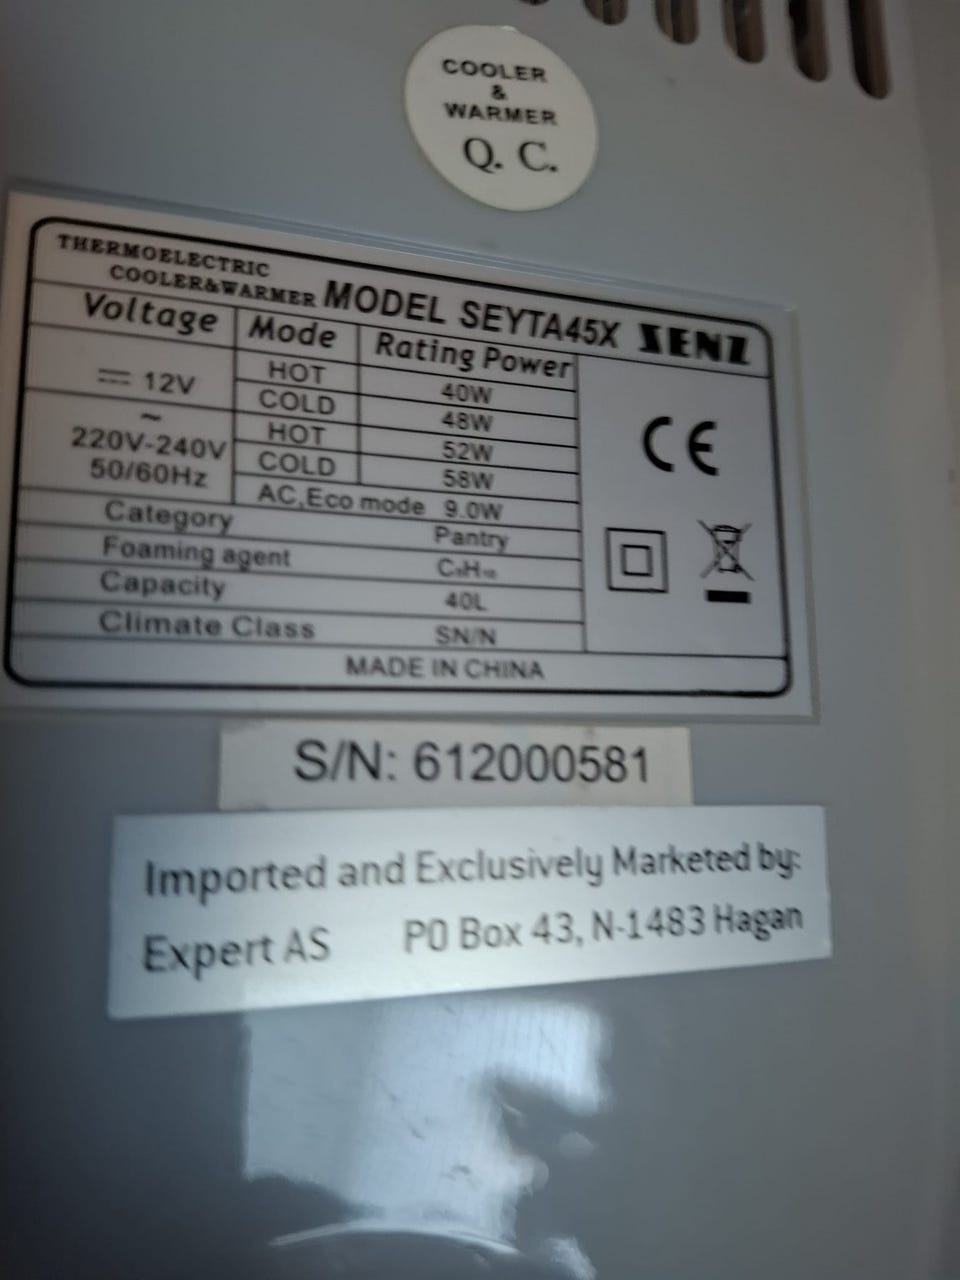 COOLER
&
WARMER
Q. C.
THERMOELECTRIC
COOLER&WARMER MODEL SEYTA45X SENZ
Voltage Mode Rating Power
⎓ 12V HOT 40W
COLD 48W
~
220V-240V
50/60Hz
HOT 52W
COLD 58W
AC,Eco mode 9.0W
Category Pantry
Foaming agent C₅H₁₀
Capacity 40L
Climate Class SN/N
CE
MADE IN CHINA
S/N: 612000581
Imported and Exclusively Marketed by:
Expert AS PO Box 43, N-1483 Hagan